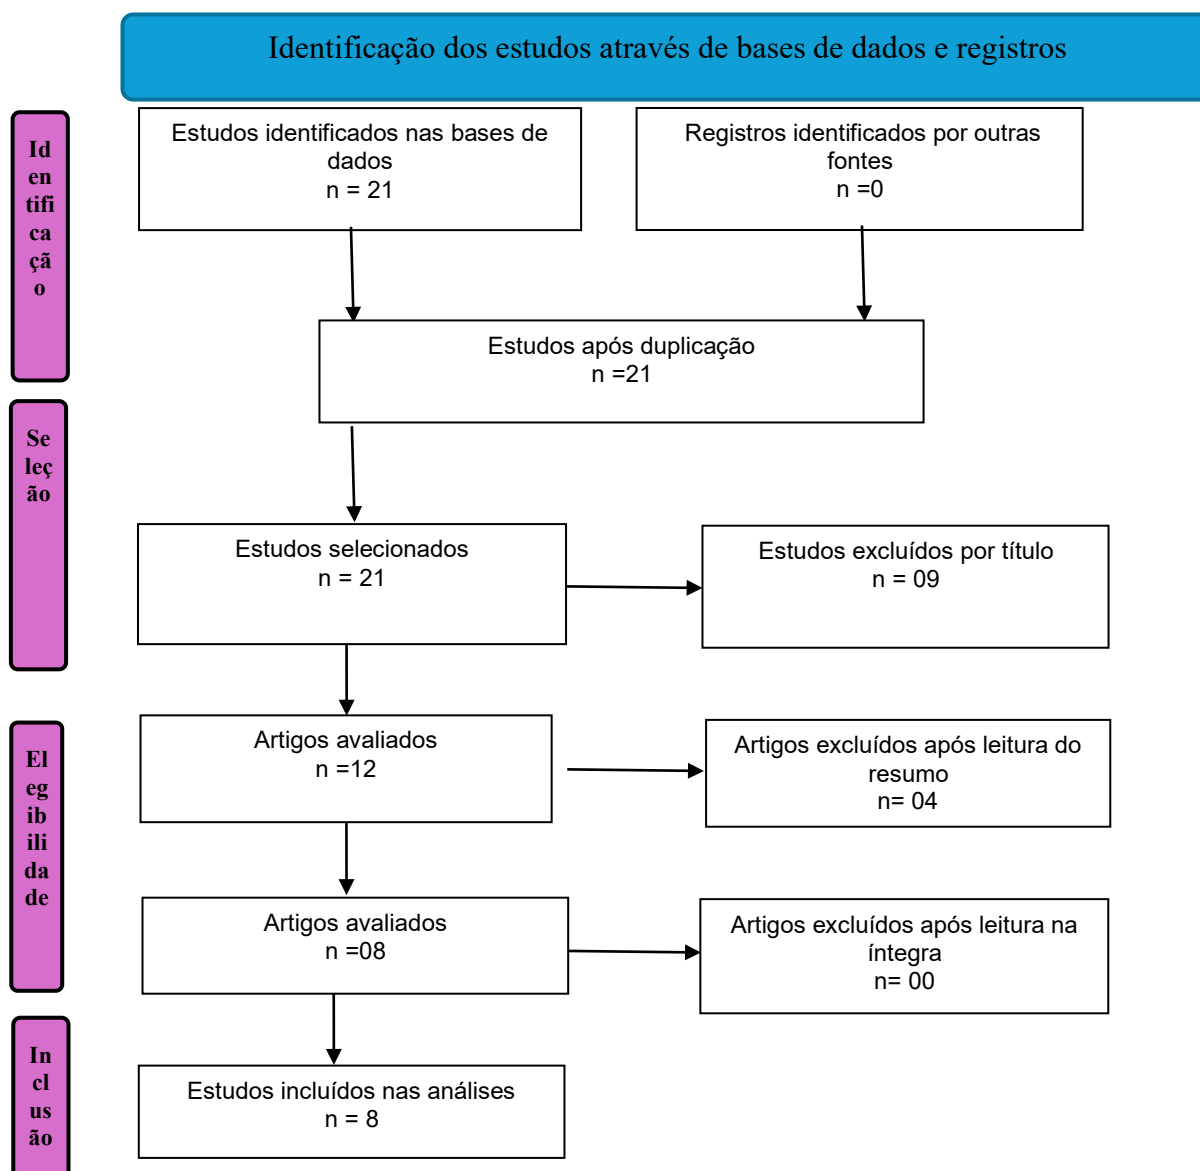 Identificação dos estudos através de bases de dados e registros
Id
en
tifi
ca
çã
o
Estudos identificados nas bases de
dados
n = 21
Registros identificados por outras
fontes
n =0
Estudos após duplicação
n =21
Se
leç
ão
Estudos selecionados
n = 21
Estudos excluídos por título
n = 09
El
eg
ib
ili
da
de
Artigos avaliados
n =12
Artigos excluídos após leitura do
resumo
n= 04
Artigos avaliados
n =08
Artigos excluídos após leitura na
íntegra
n= 00
In
cl
us
ão
Estudos incluídos nas análises
n = 8